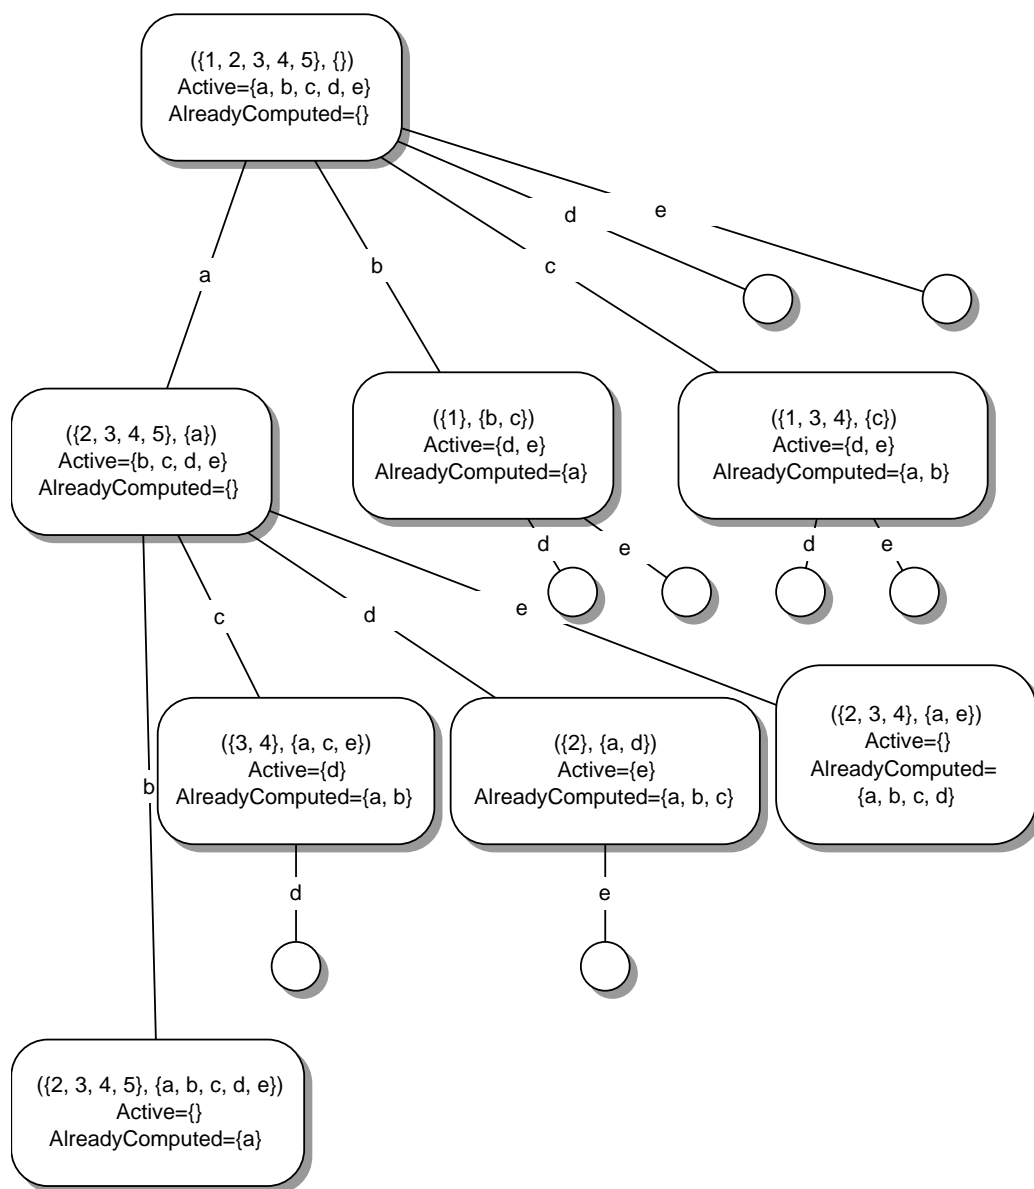 ({1, 2, 3, 4, 5}, {})
Active={a, b, c, d, e}
AlreadyComputed={}
a
b
c
d
e
({2, 3, 4, 5}, {a})
Active={b, c, d, e}
AlreadyComputed={}
({1}, {b, c})
Active={d, e}
AlreadyComputed={a}
({1, 3, 4}, {c})
Active={d, e}
AlreadyComputed={a, b}
d
e
d
e
b
c
d
e
({3, 4}, {a, c, e})
Active={d}
AlreadyComputed={a, b}
({2}, {a, d})
Active={e}
AlreadyComputed={a, b, c}
({2, 3, 4}, {a, e})
Active={}
AlreadyComputed=
{a, b, c, d}
d
e
({2, 3, 4, 5}, {a, b, c, d, e})
Active={}
AlreadyComputed={a}